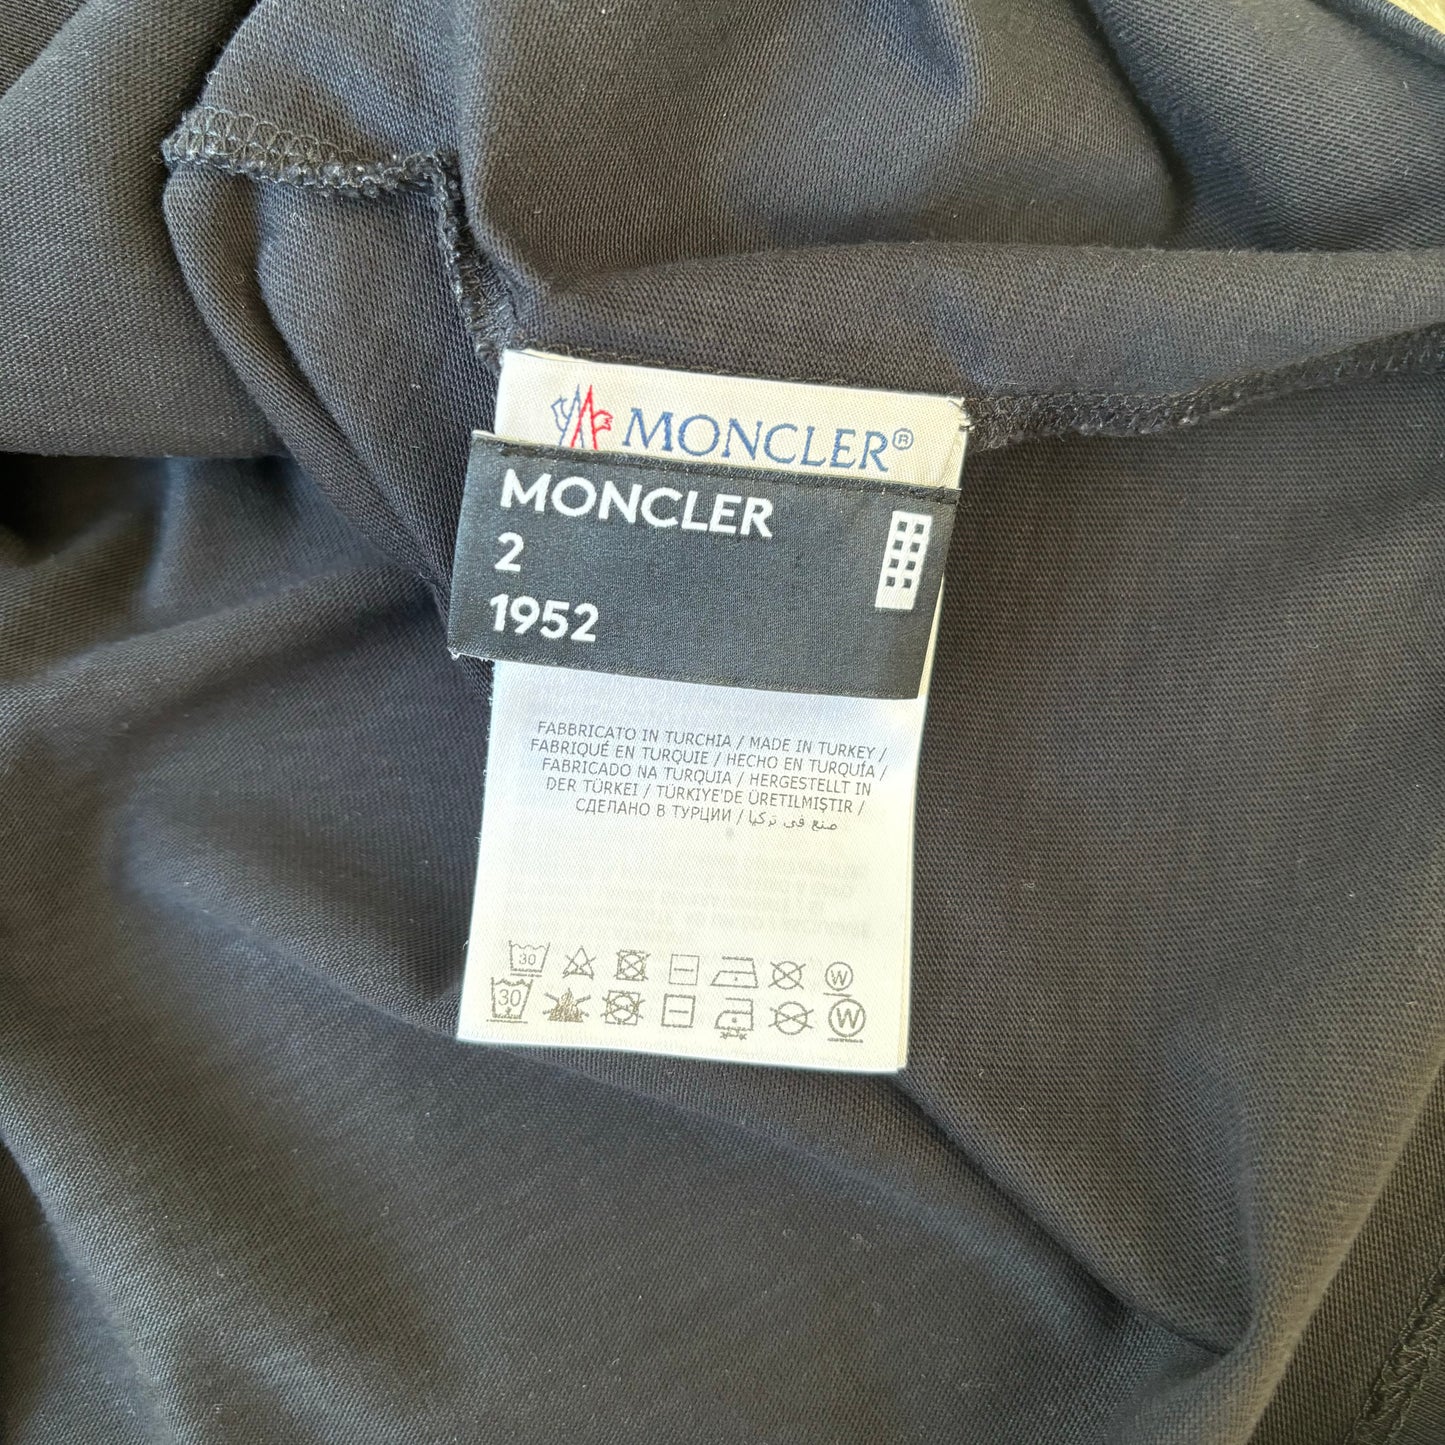 MONCLER®
MONCLER
2
1952
FABBRICATO IN TURCHIA / MADE IN TURKEY /
FABRIQUÉ EN TURQUIE / HECHO EN TURQUÍA /
FABRICADO NA TURQUIA / HERGESTELLT IN
DER TÜRKEI / TÜRKIYE'DE ÜRETILMIŞTIR /
СДЕЛАНО В ТУРЦИИ / صنع في تركيا
30 W
30 W